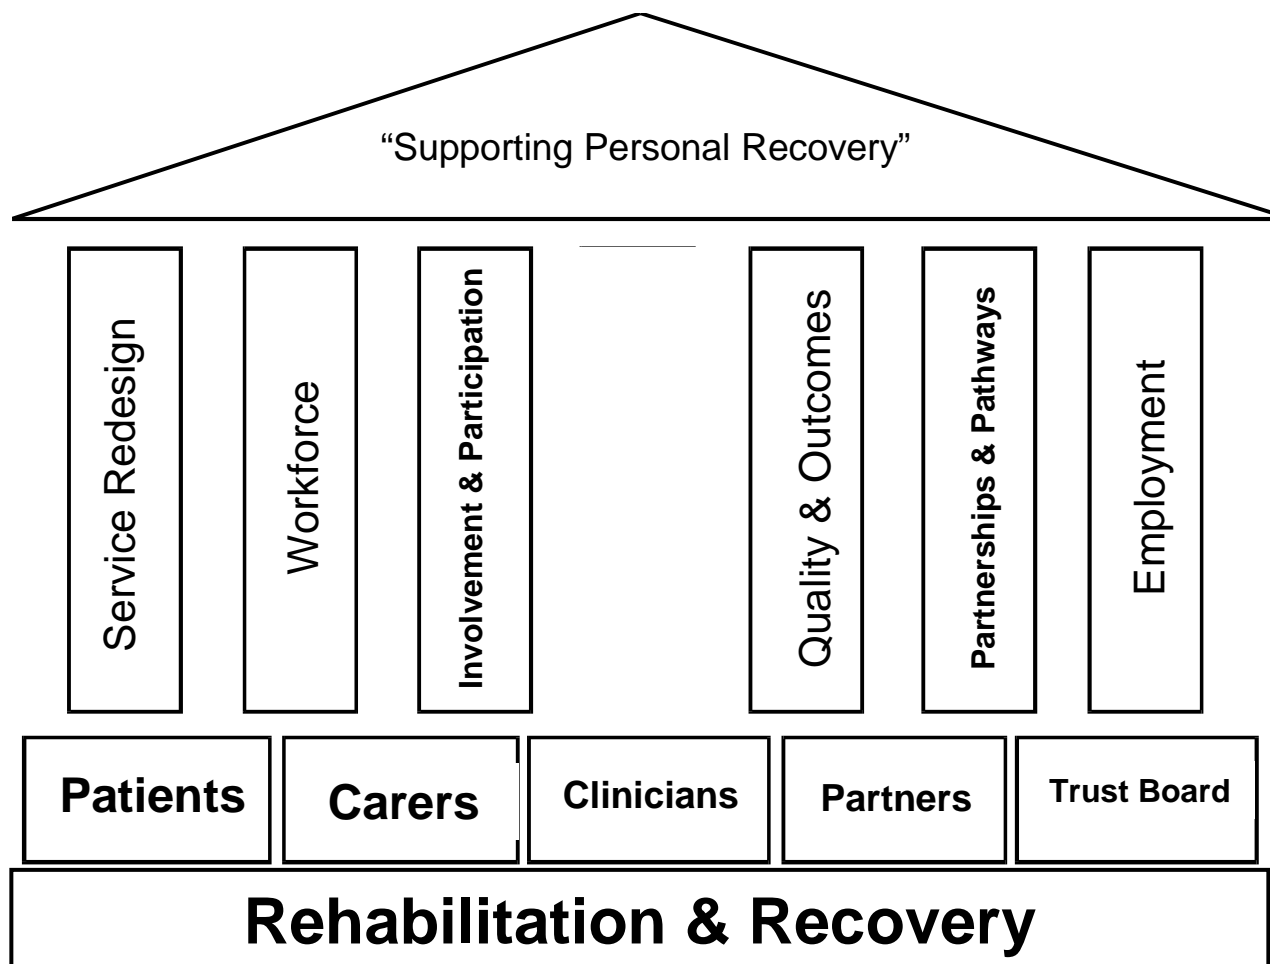 “Supporting Personal Recovery”
Service Redesign
Workforce
Involvement & Participation
Quality & Outcomes
Partnerships & Pathways
Employment
Patients
Carers
Clinicians
Partners
Trust Board
Rehabilitation & Recovery